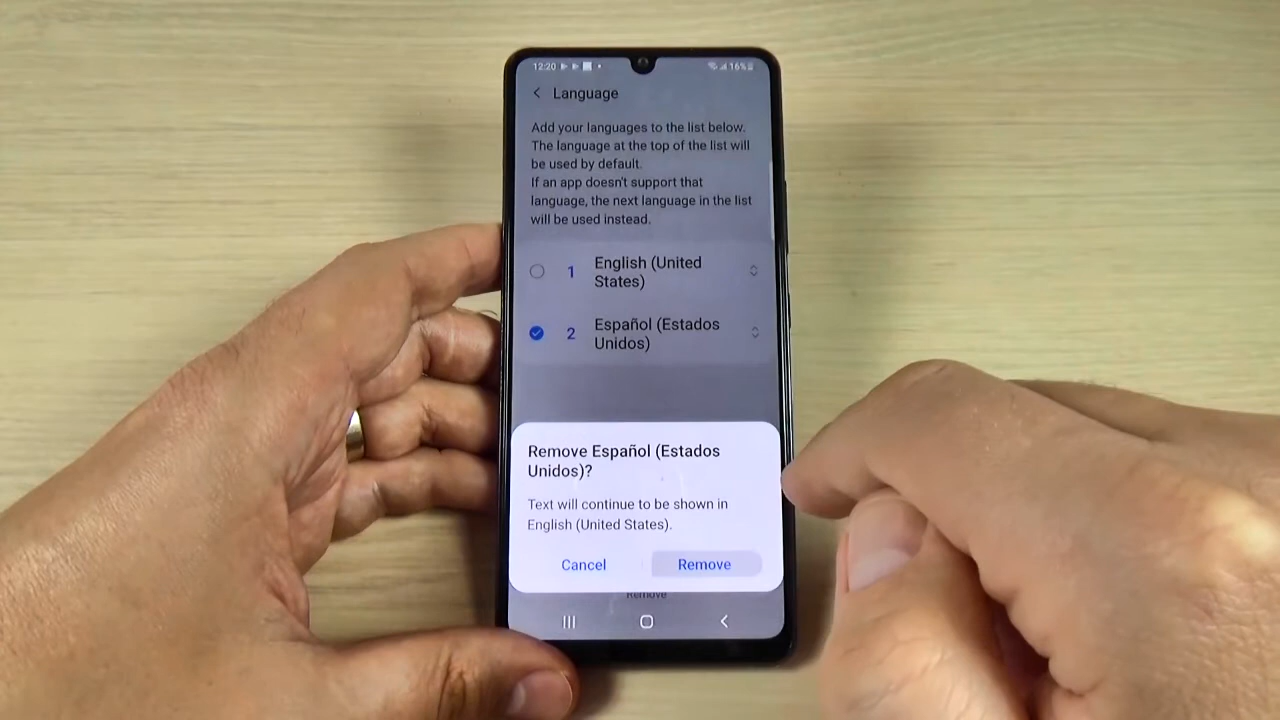 12:20
16%
Language
Add your languages to the list below.
The language at the top of the list will
be used by default.
If an app doesn't support that
language, the next language in the list
will be used instead.
1 English (United
States)
2 Español (Estados
Unidos)
Remove Español (Estados
Unidos)?
Text will continue to be shown in
English (United States).
Cancel Remove
Remove